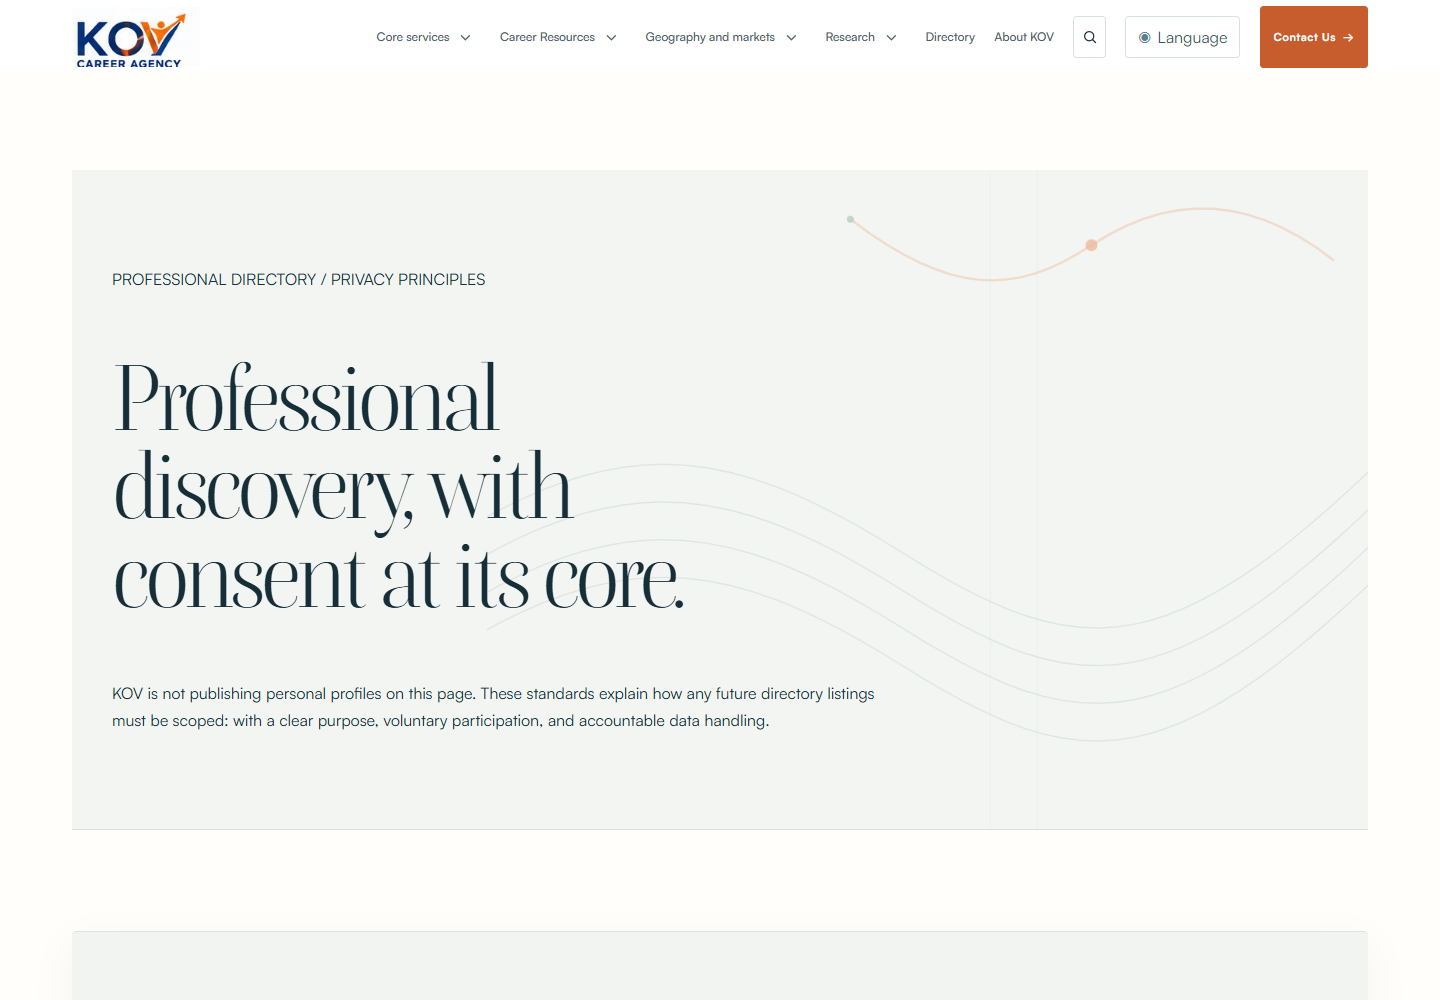 KOV
CAREER AGENCY
Core services
Career Resources
Geography and markets
Research
Directory
About KOV
Language
Contact Us →
PROFESSIONAL DIRECTORY / PRIVACY PRINCIPLES
Professional
discovery, with
consent at its core.
KOV is not publishing personal profiles on this page. These standards explain how any future directory listings
must be scoped: with a clear purpose, voluntary participation, and accountable data handling.